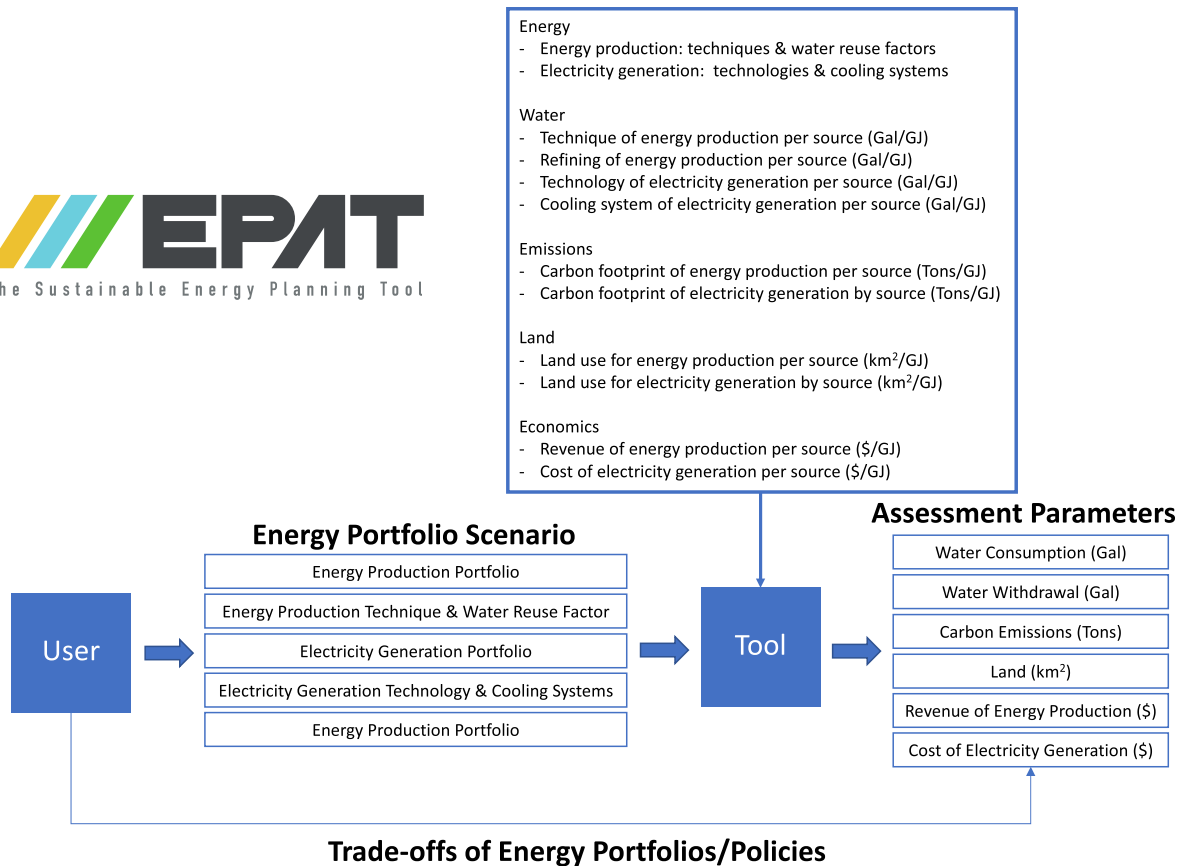 Energy
- Energy production: techniques & water reuse factors
- Electricity generation: technologies & cooling systems
Water
- Technique of energy production per source (Gal/GJ)
- Refining of energy production per source (Gal/GJ)
- Technology of electricity generation per source (Gal/GJ)
- Cooling system of electricity generation per source (Gal/GJ)
Emissions
- Carbon footprint of energy production per source (Tons/GJ)
- Carbon footprint of electricity generation by source (Tons/GJ)
Land
- Land use for energy production per source (km²/GJ)
- Land use for electricity generation by source (km²/GJ)
Economics
- Revenue of energy production per source ($/GJ)
- Cost of electricity generation per source ($/GJ)
EPAT
he Sustainable Energy Planning Tool
User
Energy Portfolio Scenario
Energy Production Portfolio
Energy Production Technique & Water Reuse Factor
Electricity Generation Portfolio
Electricity Generation Technology & Cooling Systems
Energy Production Portfolio
Tool
Assessment Parameters
Water Consumption (Gal)
Water Withdrawal (Gal)
Carbon Emissions (Tons)
Land (km²)
Revenue of Energy Production ($)
Cost of Electricity Generation ($)
Trade-offs of Energy Portfolios/Policies